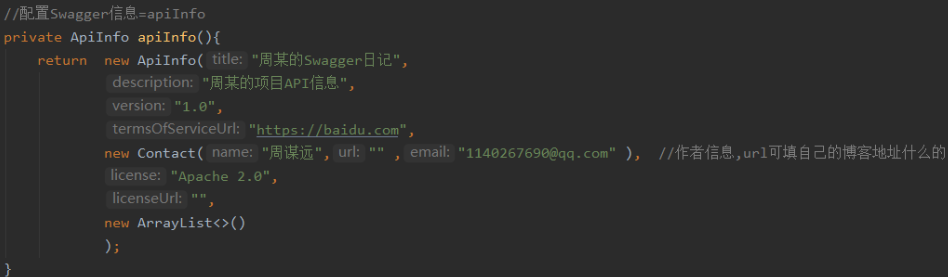 //配置Swagger信息=apiInfo
private ApiInfo apiInfo(){
return new ApiInfo( title: "周某的Swagger日记",
description: "周某的项目API信息",
version: "1.0",
termsOfServiceUrl: "https://baidu.com",
new Contact( name: "周谋远", url: "" , email: "1140267690@qq.com" ), //作者信息,url可填自己的博客地址什么的
license: "Apache 2.0",
licenseUrl: "",
new ArrayList<>()
);
}